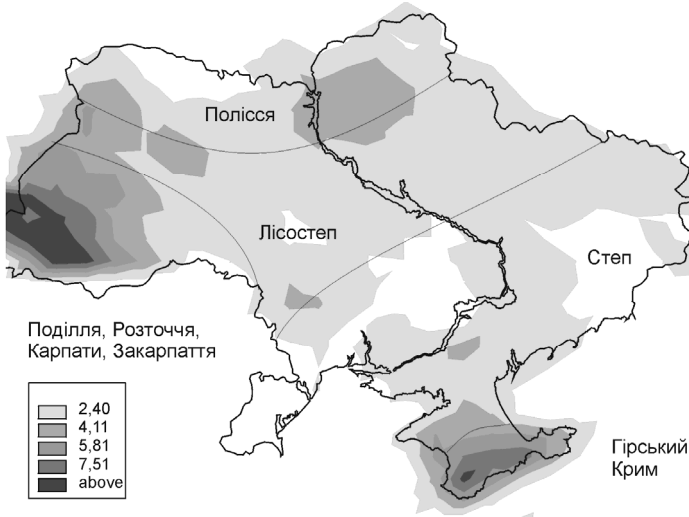 Полісся
Лісостеп
Степ
Поділля, Розточчя,
Карпати, Закарпаття
2,40
4,11
5,81
7,51
above
Гірський
Крим